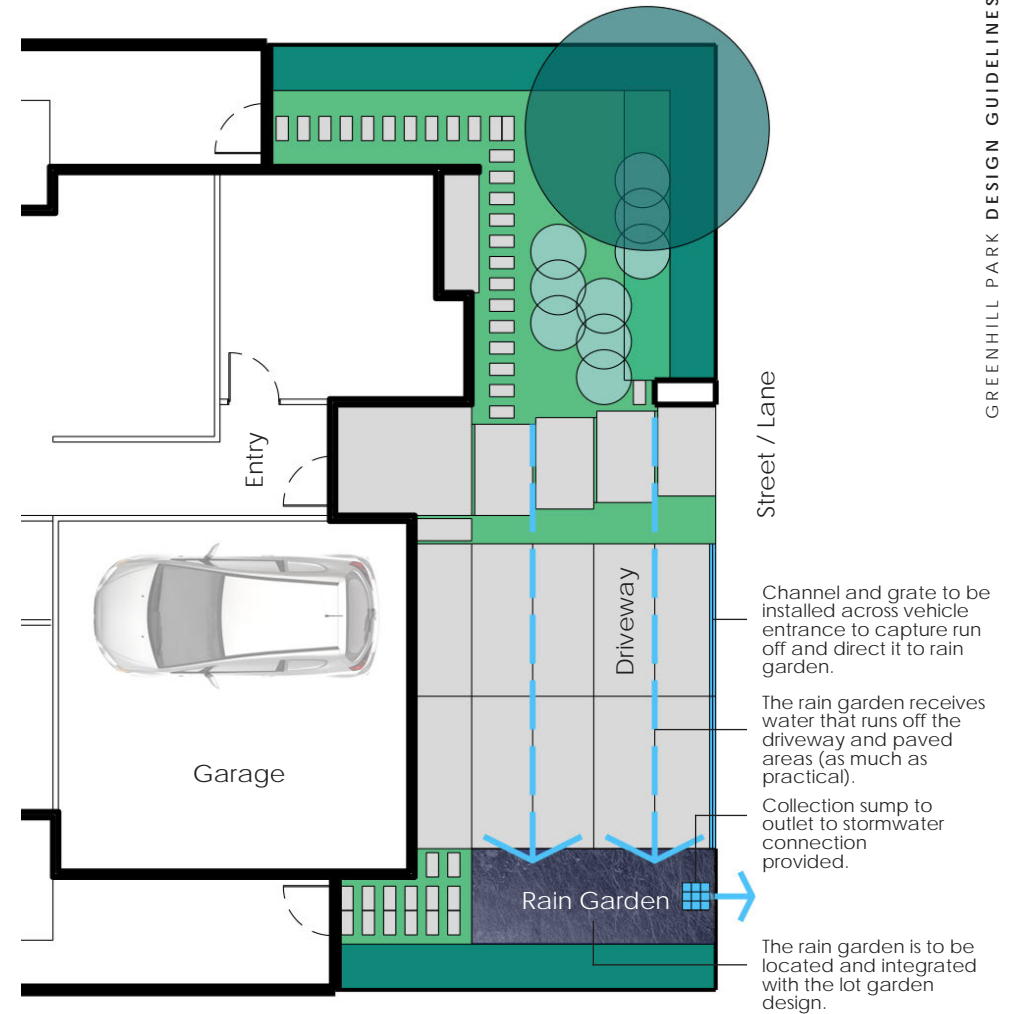 GREENHILL PARK DESIGN GUIDELINES
Entry
Street / Lane
Driveway
Garage
Rain Garden
Channel and grate to be
installed across vehicle
entrance to capture run
off and direct it to rain
garden.
The rain garden receives
water that runs off the
driveway and paved
areas (as much as
practical).
Collection sump to
outlet to stormwater
connection
provided.
The rain garden is to be
located and integrated
with the lot garden
design.